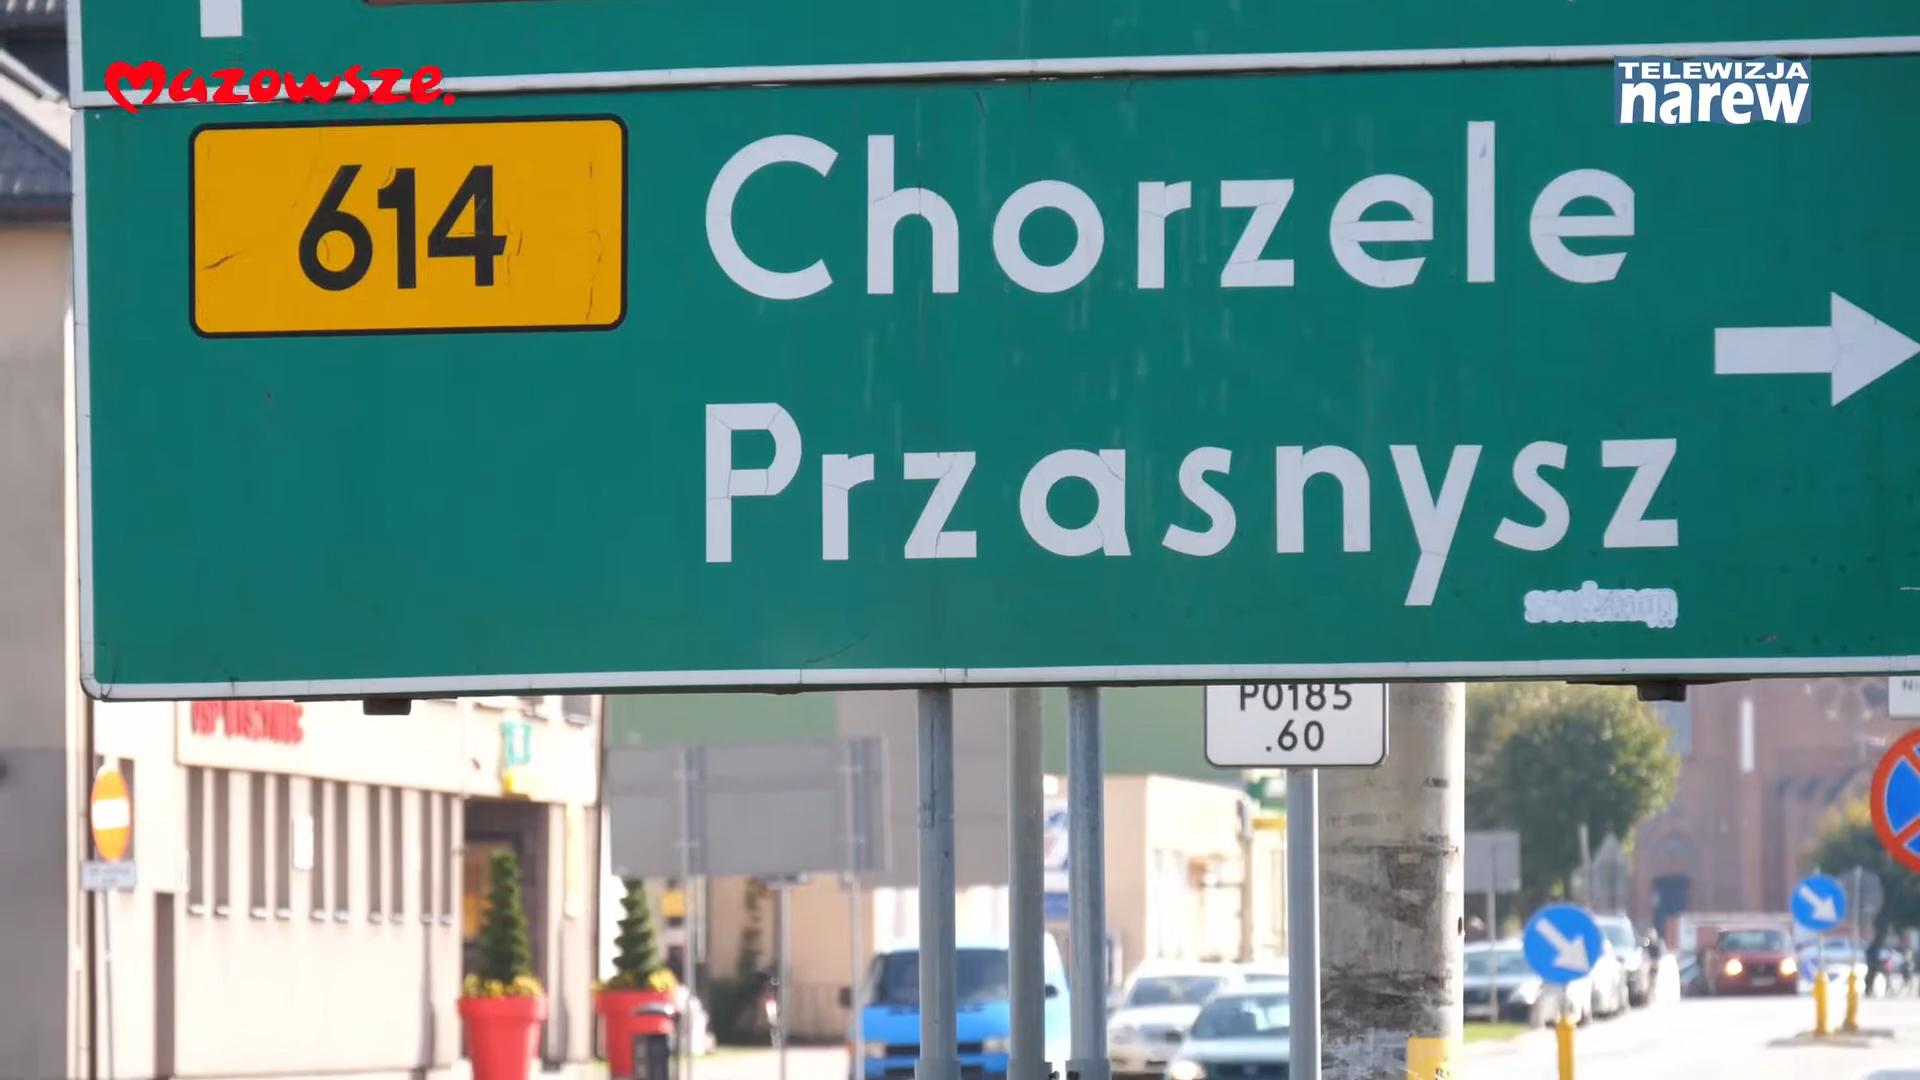 Mazowsze.
TELEWIZJA
narew
614
Chorzele
Przasnysz
P0185
.60